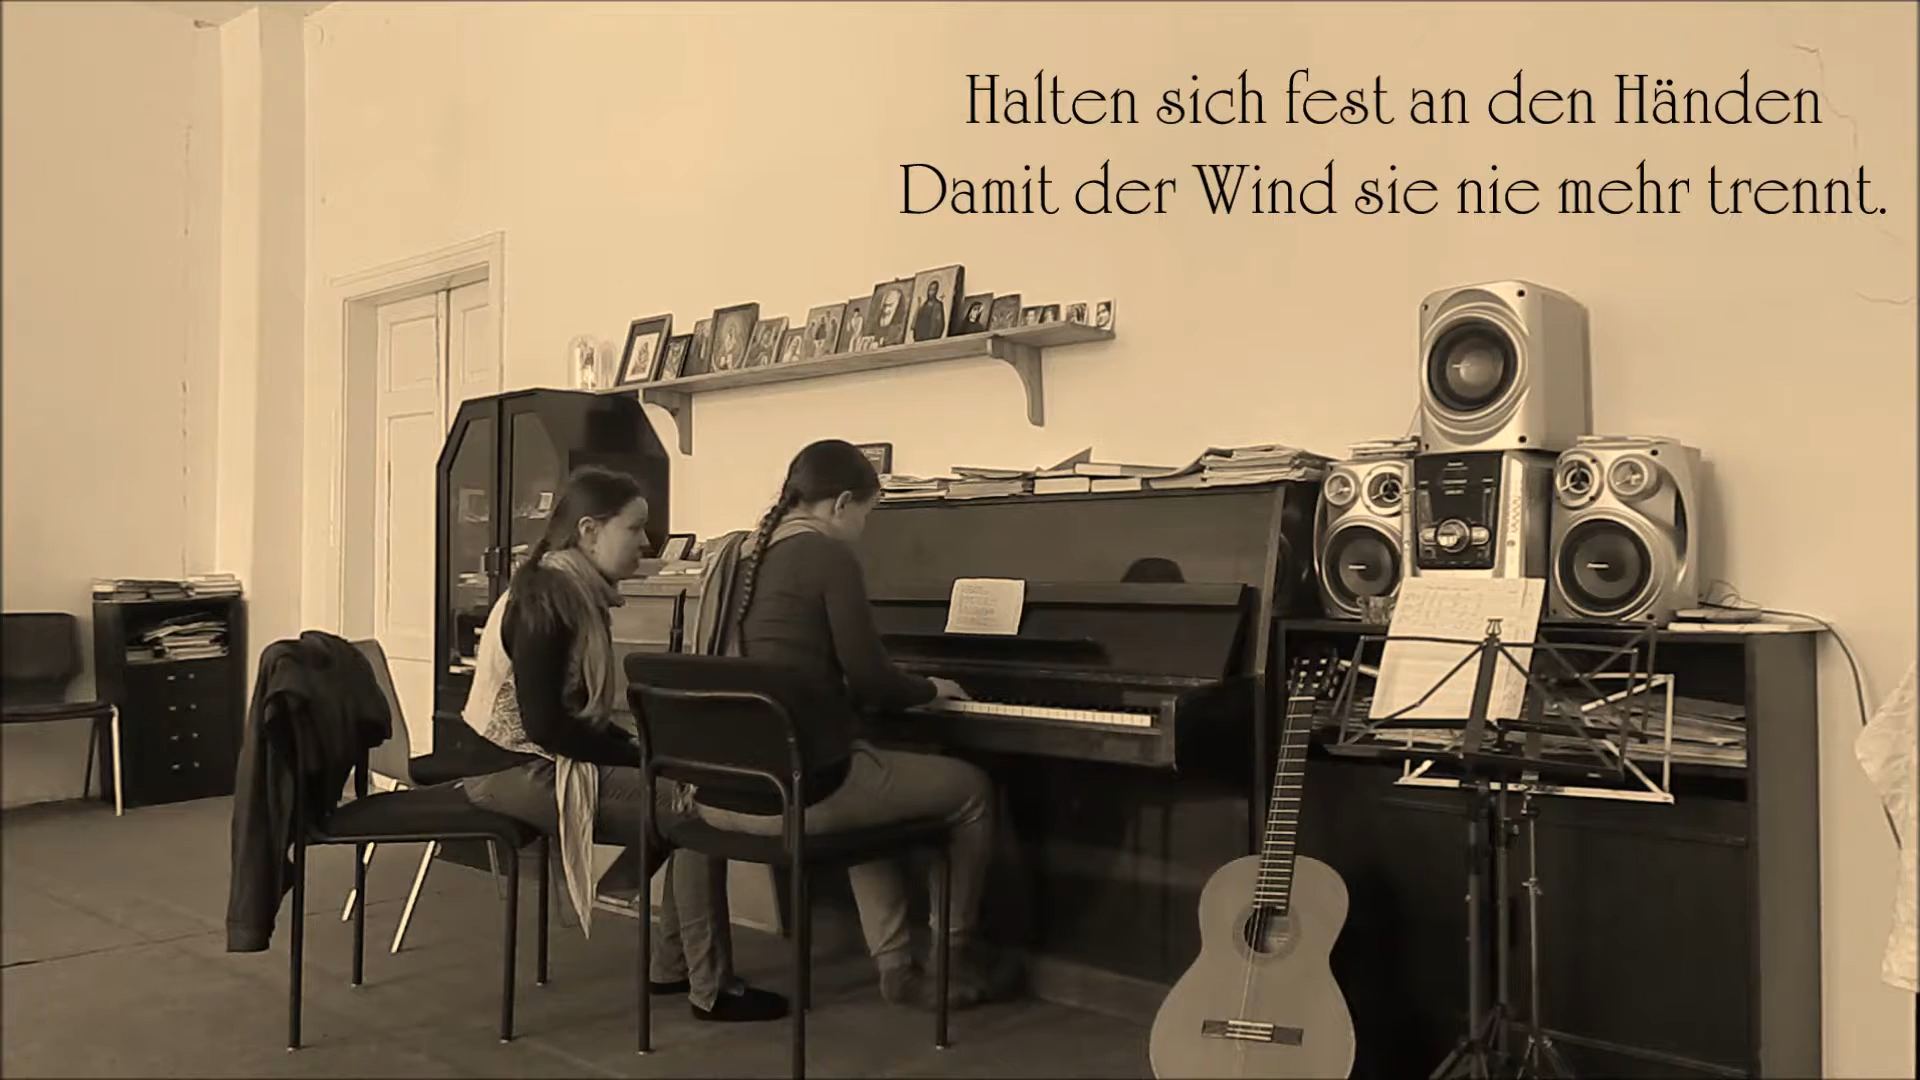 Halten sich fest an den Händen
Damit der Wind sie nie mehr trennt.